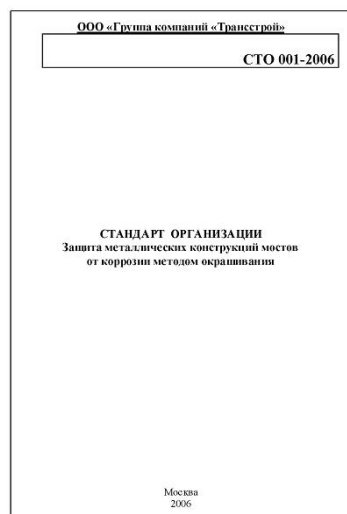 ООО «Группа компаний «Трансстрой»
СТО 001-2006
СТАНДАРТ ОРГАНИЗАЦИИ
Защита металлических конструкций мостов
от коррозии методом окрашивания
Москва
2006